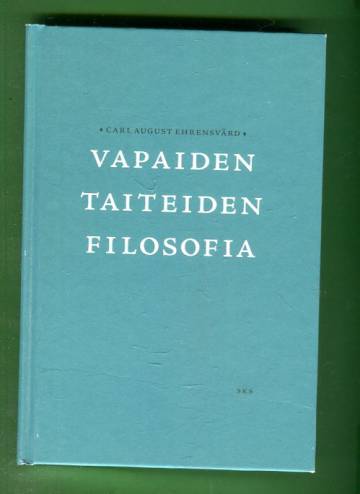 • CARL AUGUST EHRENSVÄRD •
VAPAIDEN
TAITEIDEN
FILOSOFIA
SKS